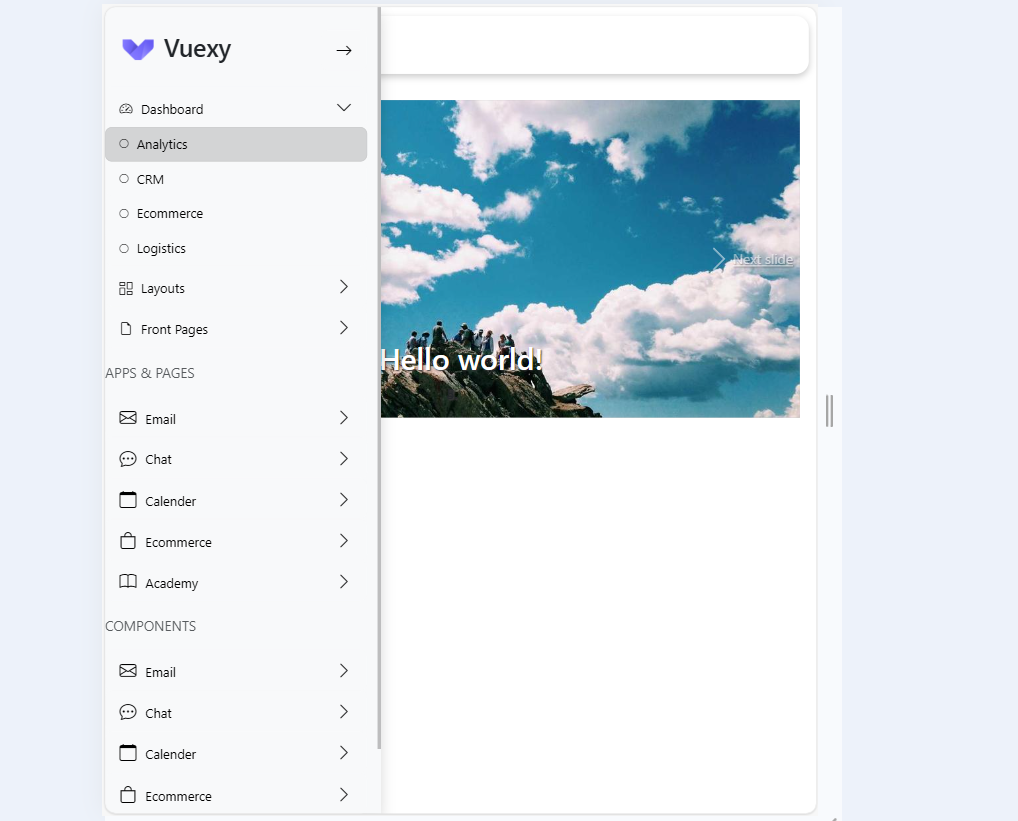 Vuexy
Dashboard
Analytics
CRM
Ecommerce
Logistics
Next slide
Layouts
Front Pages
Hello world!
APPS & PAGES
Email
Chat
Calender
Ecommerce
Academy
COMPONENTS
Email
Chat
Calender
Ecommerce